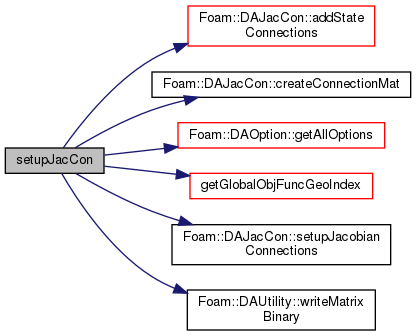 Foam::DAJacCon::addState
Connections
Foam::DAJacCon::createConnectionMat
Foam::DAOption::getAllOptions
setupJacCon
getGlobalObjFuncGeoIndex
Foam::DAJacCon::setupJacobian
Connections
Foam::DAUtility::writeMatrix
Binary